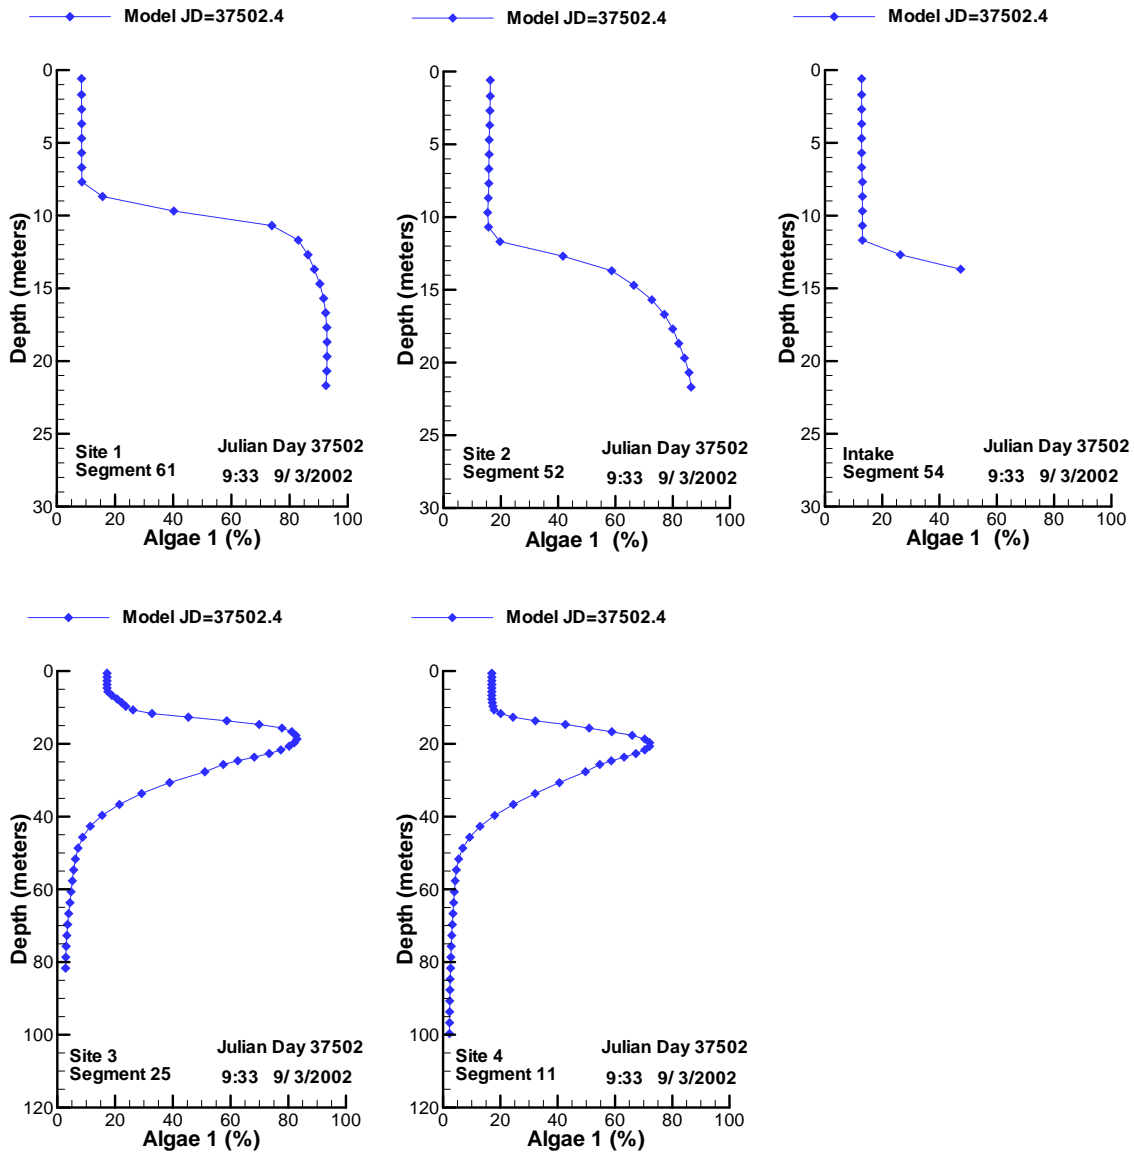 Model JD=37502.4
0
5
10
15
20
25
30
0 20 40 60 80 100
Depth (meters)
Algae 1 (%)
Site 1
Segment 61
Julian Day 37502
9:33 9/ 3/2002
Model JD=37502.4
0
5
10
15
20
25
30
0 20 40 60 80 100
Depth (meters)
Algae 1 (%)
Site 2
Segment 52
Julian Day 37502
9:33 9/ 3/2002
Model JD=37502.4
0
5
10
15
20
25
30
0 20 40 60 80 100
Depth (meters)
Algae 1 (%)
Intake
Segment 54
Julian Day 37502
9:33 9/ 3/2002
Model JD=37502.4
0
20
40
60
80
100
120
0 20 40 60 80 100
Depth (meters)
Algae 1 (%)
Site 3
Segment 25
Julian Day 37502
9:33 9/ 3/2002
Model JD=37502.4
0
20
40
60
80
100
120
0 20 40 60 80 100
Depth (meters)
Algae 1 (%)
Site 4
Segment 11
Julian Day 37502
9:33 9/ 3/2002